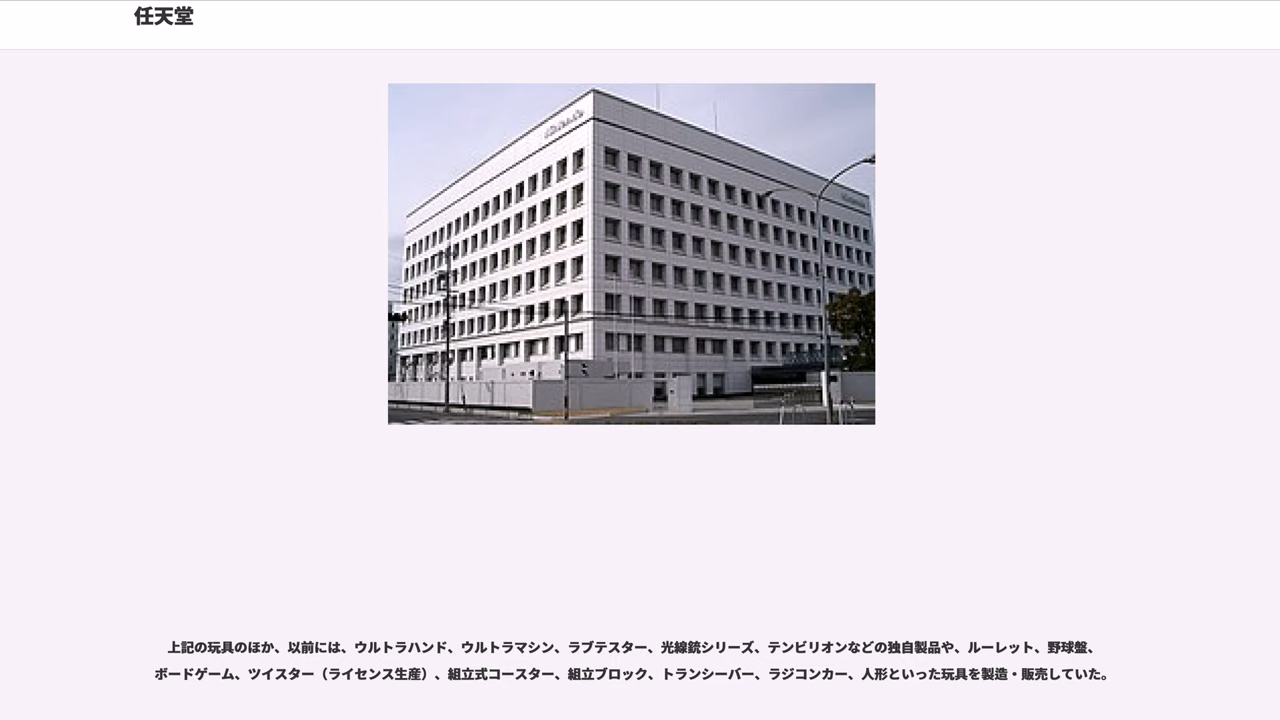 任天堂
上記の玩具のほか、以前には、ウルトラハンド、ウルトラマシン、ラブテスター、光線銃シリーズ、テンビリオンなどの独自製品や、ルーレット、野球盤、
ボードゲーム、ツイスター（ライセンス生産）、組立式コースター、組立ブロック、トランシーバー、ラジコンカー、人形といった玩具を製造・販売していた。